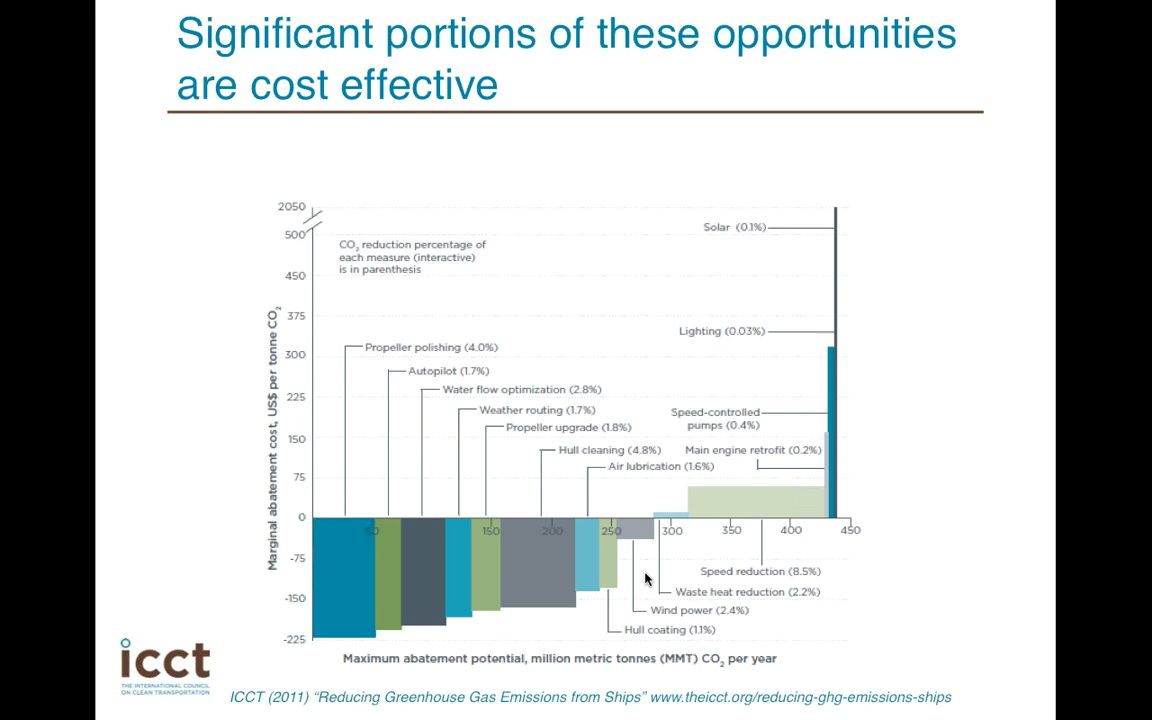 Significant portions of these opportunities
are cost effective
2050
500
450
375
300
225
150
75
0
-75
-150
-225
Marginal abatement cost, US$ per tonne CO2
CO2 reduction percentage of
each measure (interactive)
is in parenthesis
Solar (0.1%)
Lighting (0.03%)
Propeller polishing (4.0%)
Autopilot (1.7%)
Water flow optimization (2.8%)
Weather routing (1.7%)
Speed-controlled
pumps (0.4%)
Propeller upgrade (1.8%)
Hull cleaning (4.8%)
Main engine retrofit (0.2%)
Air lubrication (1.6%)
50
150
200
250
300
350
400
450
Speed reduction (8.5%)
Waste heat reduction (2.2%)
Wind power (2.4%)
Hull coating (1.1%)
Maximum abatement potential, million metric tonnes (MMT) CO2 per year
icct
THE INTERNATIONAL COUNCIL
ON CLEAN TRANSPORTATION
ICCT (2011) “Reducing Greenhouse Gas Emissions from Ships” www.theicct.org/reducing-ghg-emissions-ships